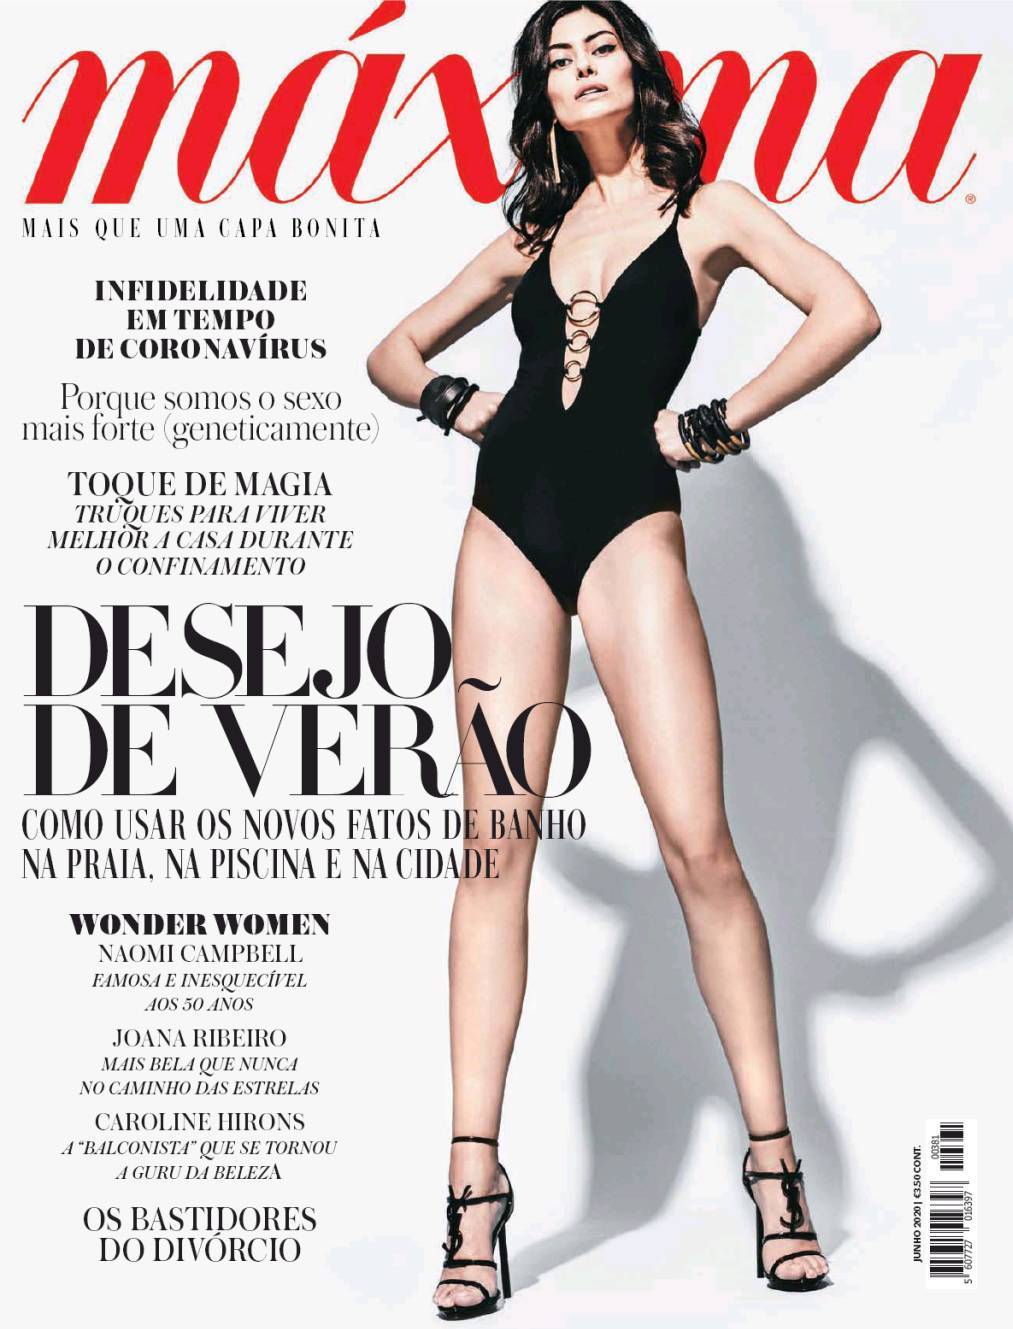 máxima®
MAIS QUE UMA CAPA BONITA
INFIDELIDADE
EM TEMPO
DE CORONAVÍRUS
Porque somos o sexo
mais forte (geneticamente)
TOQUE DE MAGIA
TRUQUES PARA VIVER
MELHOR A CASA DURANTE
O CONFINAMENTO
DESEJO
DE VERÃO
COMO USAR OS NOVOS FATOS DE BANHO
NA PRAIA, NA PISCINA E NA CIDADE
WONDER WOMEN
NAOMI CAMPBELL
FAMOSA E INESQUECÍVEL
AOS 50 ANOS
JOANA RIBEIRO
MAIS BELA QUE NUNCA
NO CAMINHO DAS ESTRELAS
CAROLINE HIRONS
A “BALCONISTA” QUE SE TORNOU
A GURU DA BELEZA
OS BASTIDORES
DO DIVÓRCIO
JUNHO 2020 | €3.50 CONT.
00381
5 607727 016397